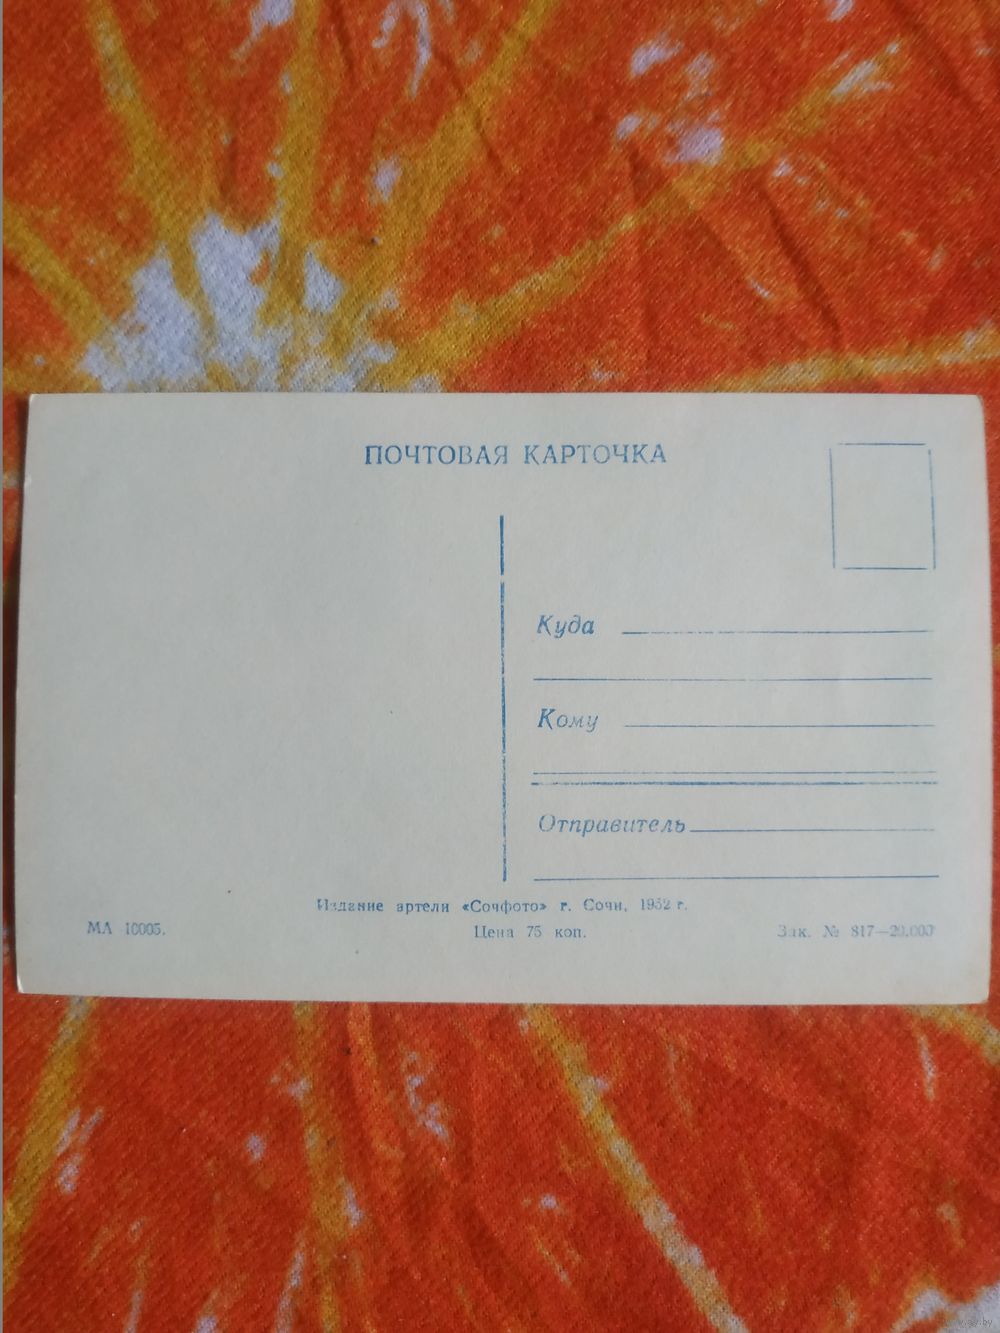 ПОЧТОВАЯ КАРТОЧКА
Куда
Кому
Отправитель
Издание артели «Сочфото» г. Сочи, 1952 г.
МЛ 10005. Цена 75 коп. Зак. № 817—20.000